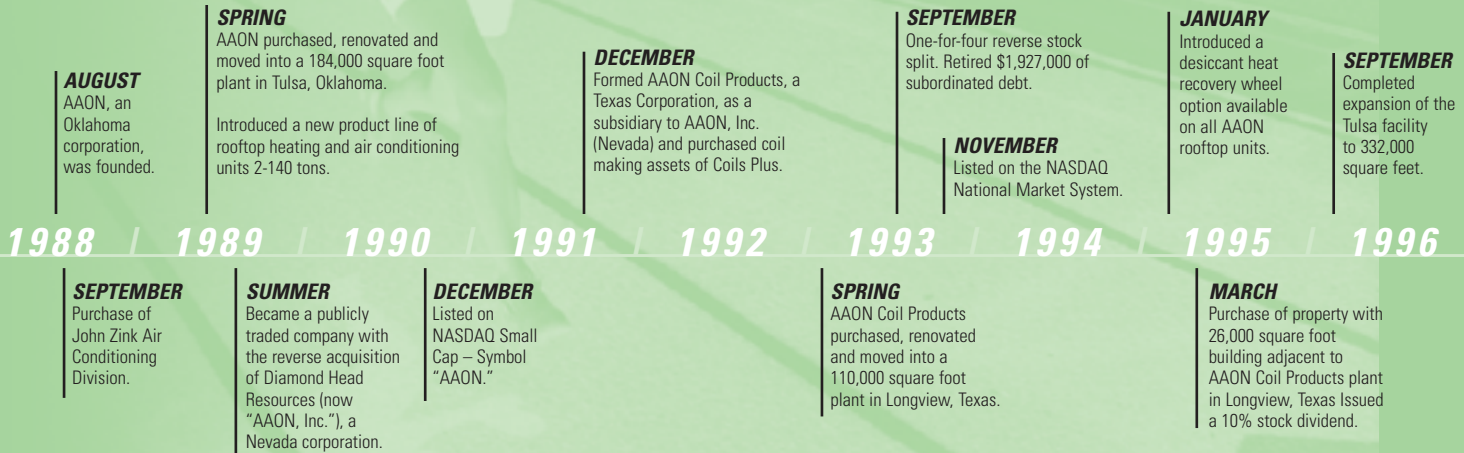 AUGUST
AAON, an
Oklahoma
corporation,
was founded.
SPRING
AAON purchased, renovated and
moved into a 184,000 square foot
plant in Tulsa, Oklahoma.
Introduced a new product line of
rooftop heating and air conditioning
units 2-140 tons.
DECEMBER
Formed AAON Coil Products, a
Texas Corporation, as a
subsidiary to AAON, Inc.
(Nevada) and purchased coil
making assets of Coils Plus.
SEPTEMBER
One-for-four reverse stock
split. Retired $1,927,000 of
subordinated debt.
NOVEMBER
Listed on the NASDAQ
National Market System.
JANUARY
Introduced a
desiccant heat
recovery wheel
option available
on all AAON
rooftop units.
SEPTEMBER
Completed
expansion of the
Tulsa facility
to 332,000
square feet.
1988 / 1989 / 1990 / 1991 / 1992 / 1993 / 1994 / 1995 / 1996
SEPTEMBER
Purchase of
John Zink Air
Conditioning
Division.
SUMMER
Became a publicly
traded company with
the reverse acquisition
of Diamond Head
Resources (now
“AAON, Inc.”), a
Nevada corporation.
DECEMBER
Listed on
NASDAQ Small
Cap – Symbol
“AAON.”
SPRING
AAON Coil Products
purchased, renovated
and moved into a
110,000 square foot
plant in Longview, Texas.
MARCH
Purchase of property with
26,000 square foot
building adjacent to
AAON Coil Products plant
in Longview, Texas Issued
a 10% stock dividend.